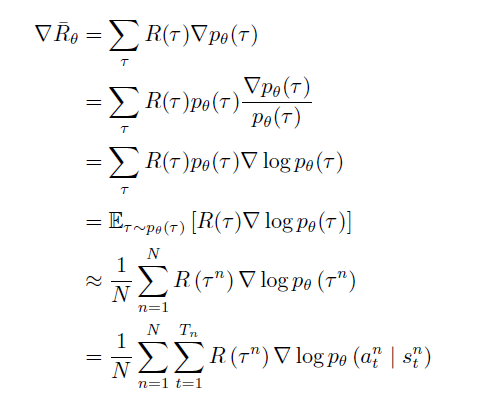 ∇R̄_θ = ∑_τ R(τ)∇p_θ(τ)
= ∑_τ R(τ)p_θ(τ) ∇p_θ(τ)/p_θ(τ)
= ∑_τ R(τ)p_θ(τ)∇ log p_θ(τ)
= 𝔼_{τ∼p_θ(τ)} [R(τ)∇ log p_θ(τ)]
≈ 1/N ∑_{n=1}^{N} R (τ^n) ∇ log p_θ (τ^n)
= 1/N ∑_{n=1}^{N} ∑_{t=1}^{T_n} R (τ^n) ∇ log p_θ (a_t^n | s_t^n)